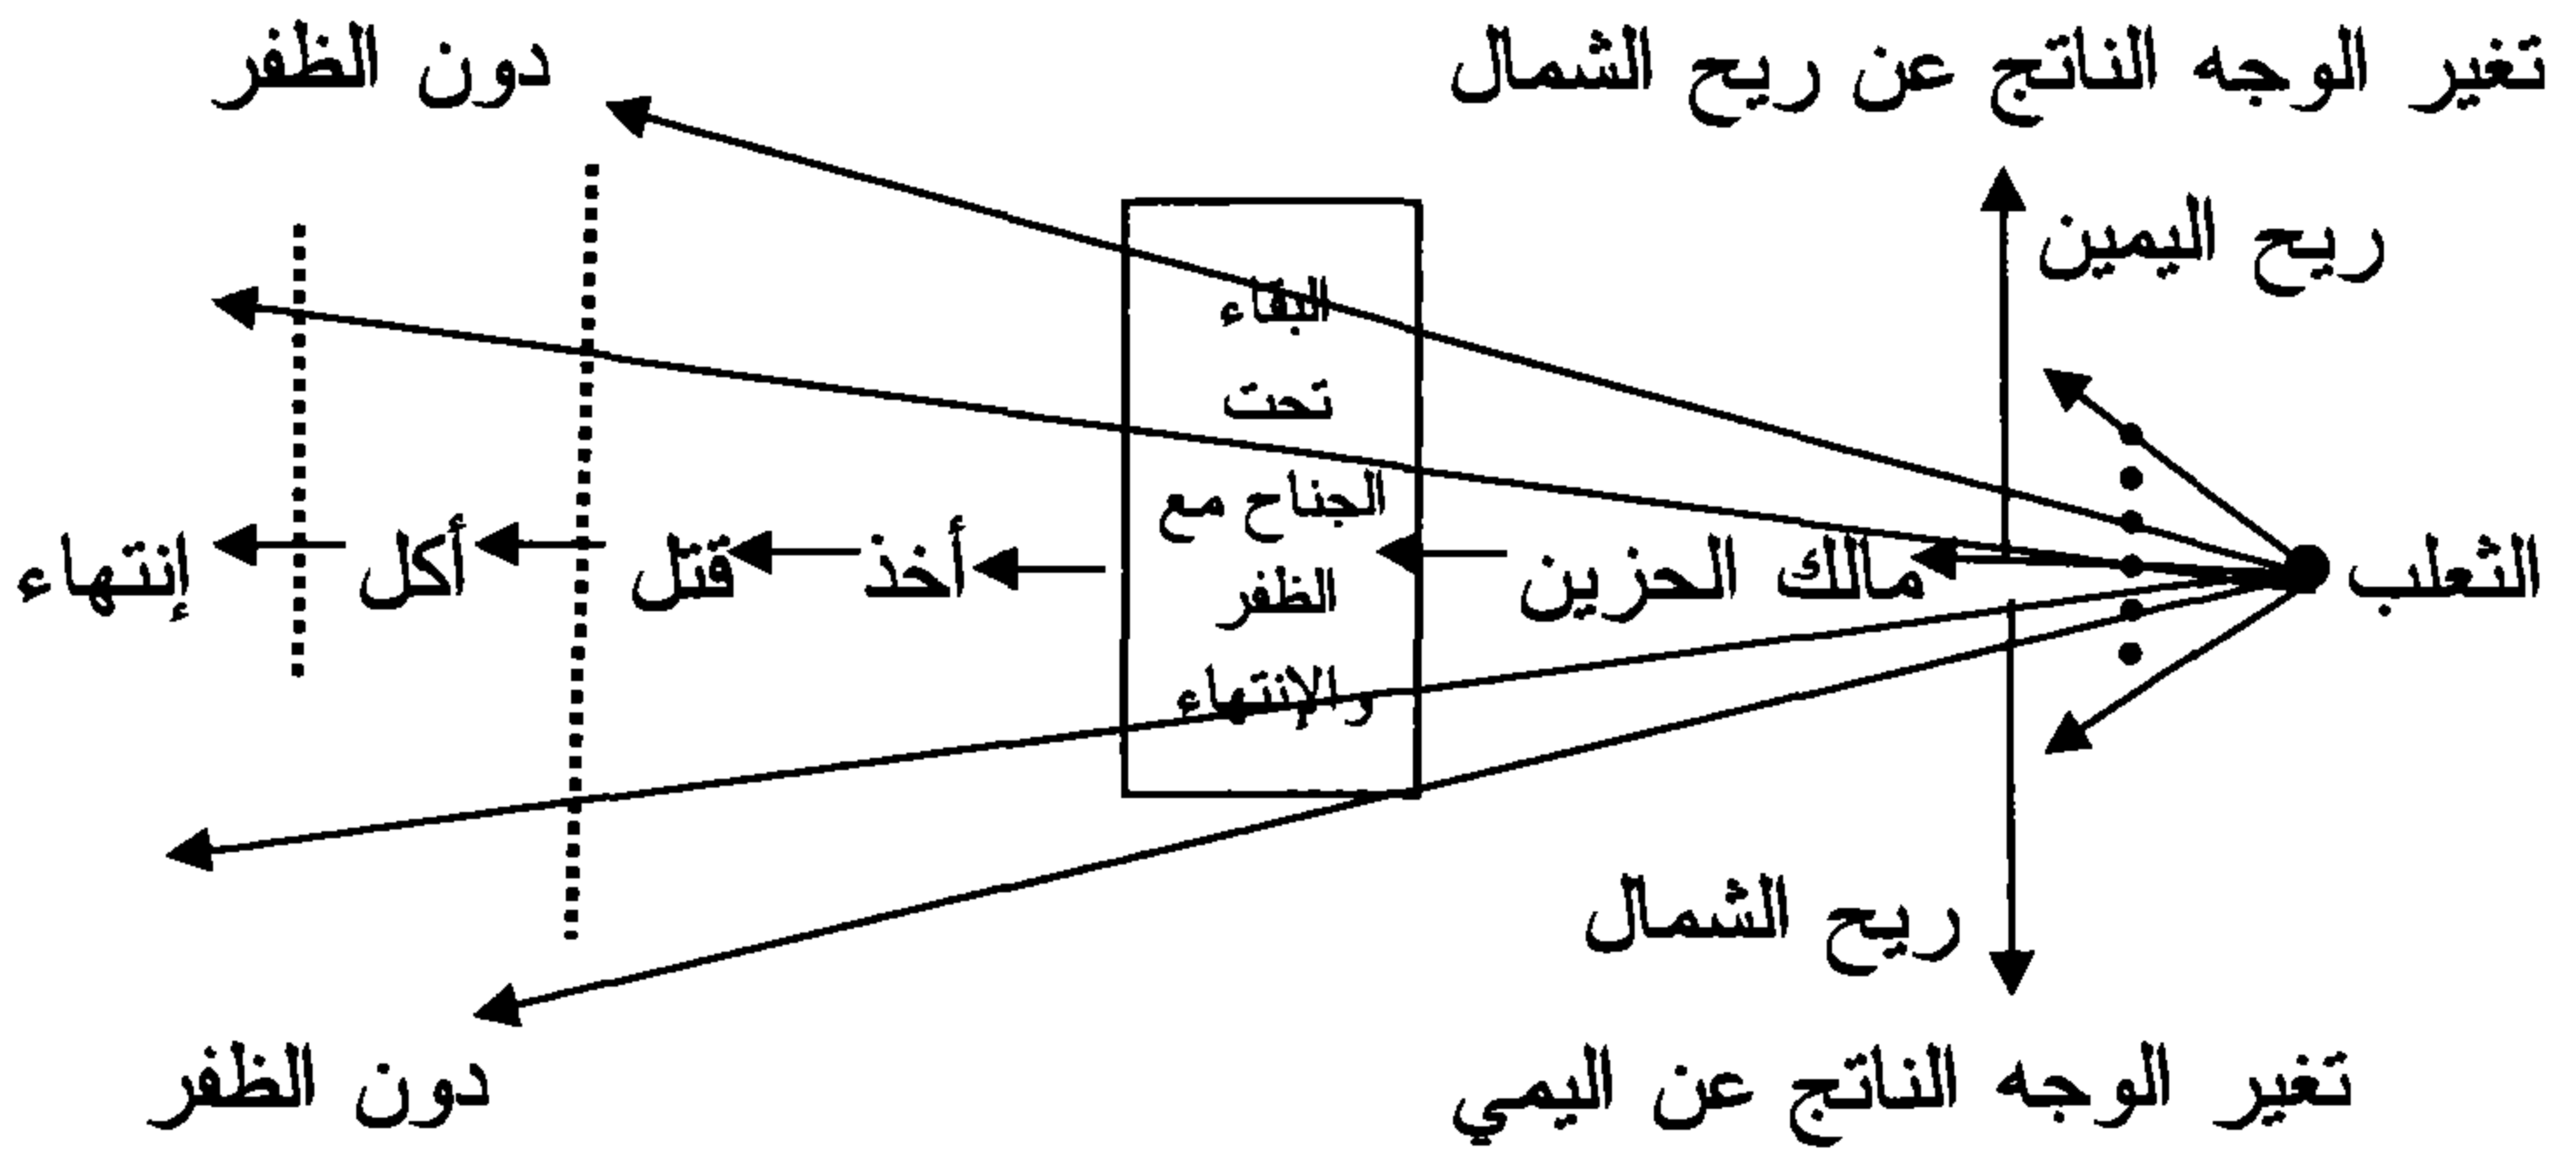 تغير الوجه الناتج عن ريح الشمال
دون الظفر
ريح اليمين
البقاء
تحت
الجناح مع
الظفر
والإنتهاء
الثعلب
مالك الحزين
أخذ
قتل
أكل
إنتهاء
ريح الشمال
تغير الوجه الناتج عن اليمي
دون الظفر